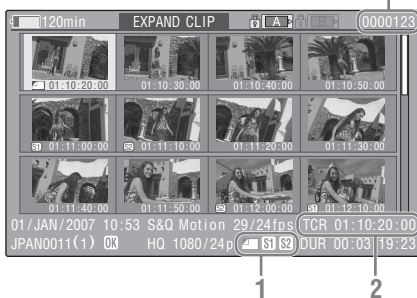 120min EXPAND CLIP A B 0000123
01:10:20:00 01:10:30:00 01:10:40:00 01:10:50:00
S1 01:11:00:00 S2 01:11:10:00 01:11:20:00 01:11:30:00
01:11:40:00 01:11:50:00 S2 01:12:00:00 S1 01:12:10:00
01/JAN/2007 10:53 S&Q Motion 29/24fps TCR 01:10:20:00
JPAN0011(1) OK HQ 1080/24p S1 S2 DUR 00:03:19:23
1 2